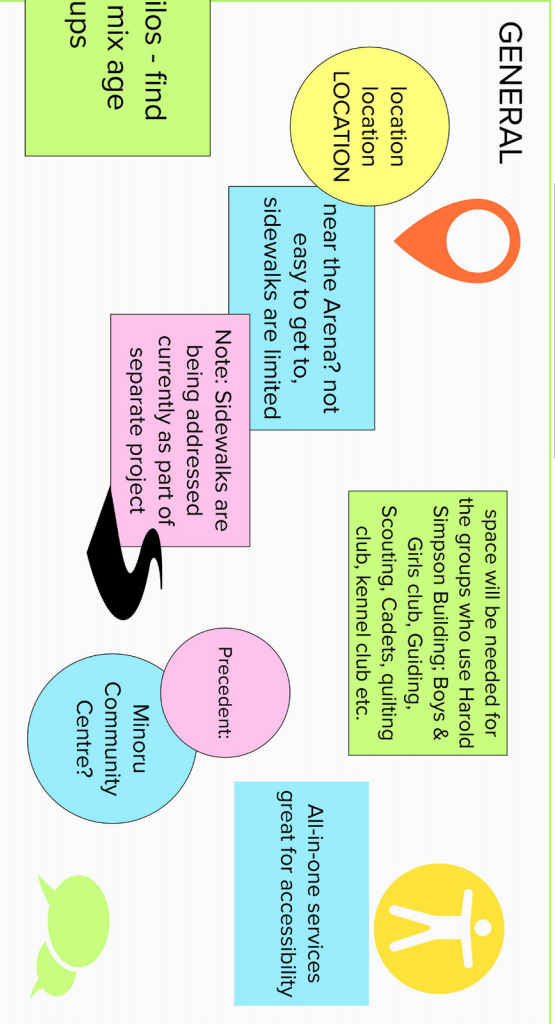 GENERAL
location
location
LOCATION
near the Arena? not
easy to get to,
sidewalks are limited
Note: Sidewalks are
being addressed
currently as part of
separate project
space will be needed for
the groups who use Harold
Simpson Building; Boys &
Girls club, Guiding,
Scouting, Cadets, quilting
club, kennel club etc.
Precedent:
Minoru
Community
Centre?
All-in-one services
great for accessibility
ilos - find
mix age
ups